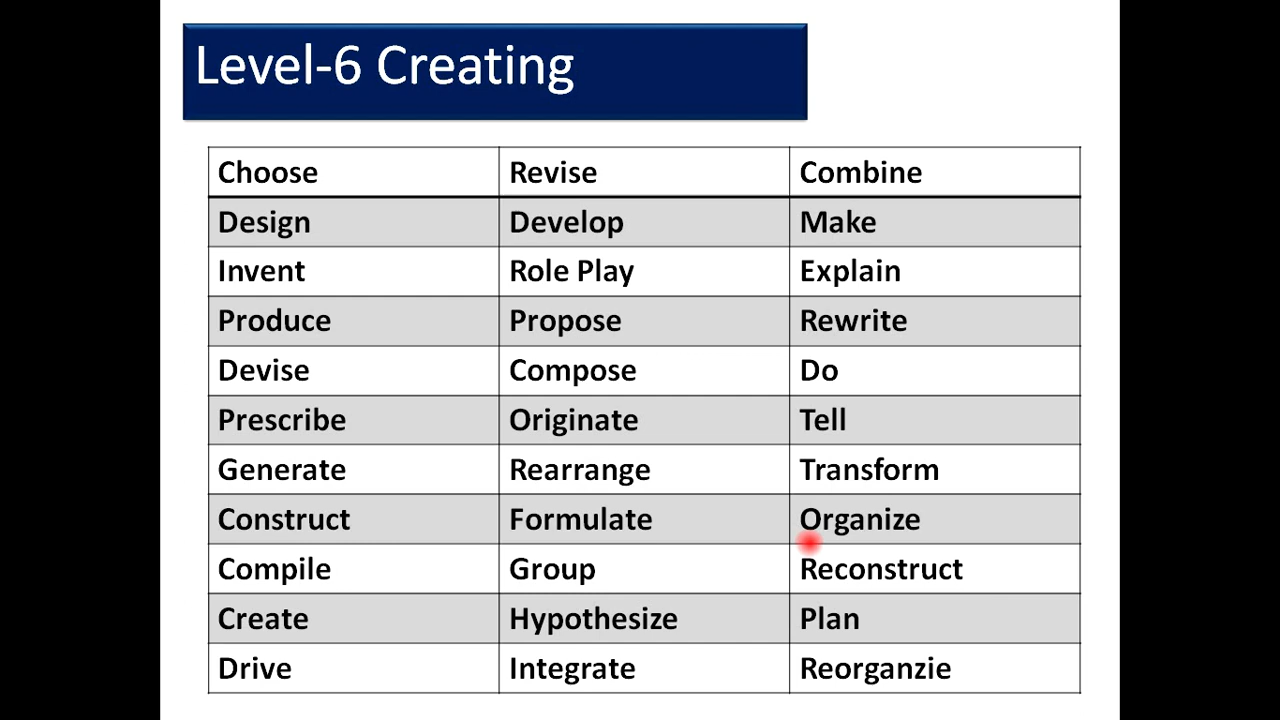 Level-6 Creating
Choose Revise Combine
Design Develop Make
Invent Role Play Explain
Produce Propose Rewrite
Devise Compose Do
Prescribe Originate Tell
Generate Rearrange Transform
Construct Formulate Organize
Compile Group Reconstruct
Create Hypothesize Plan
Drive Integrate Reorganzie